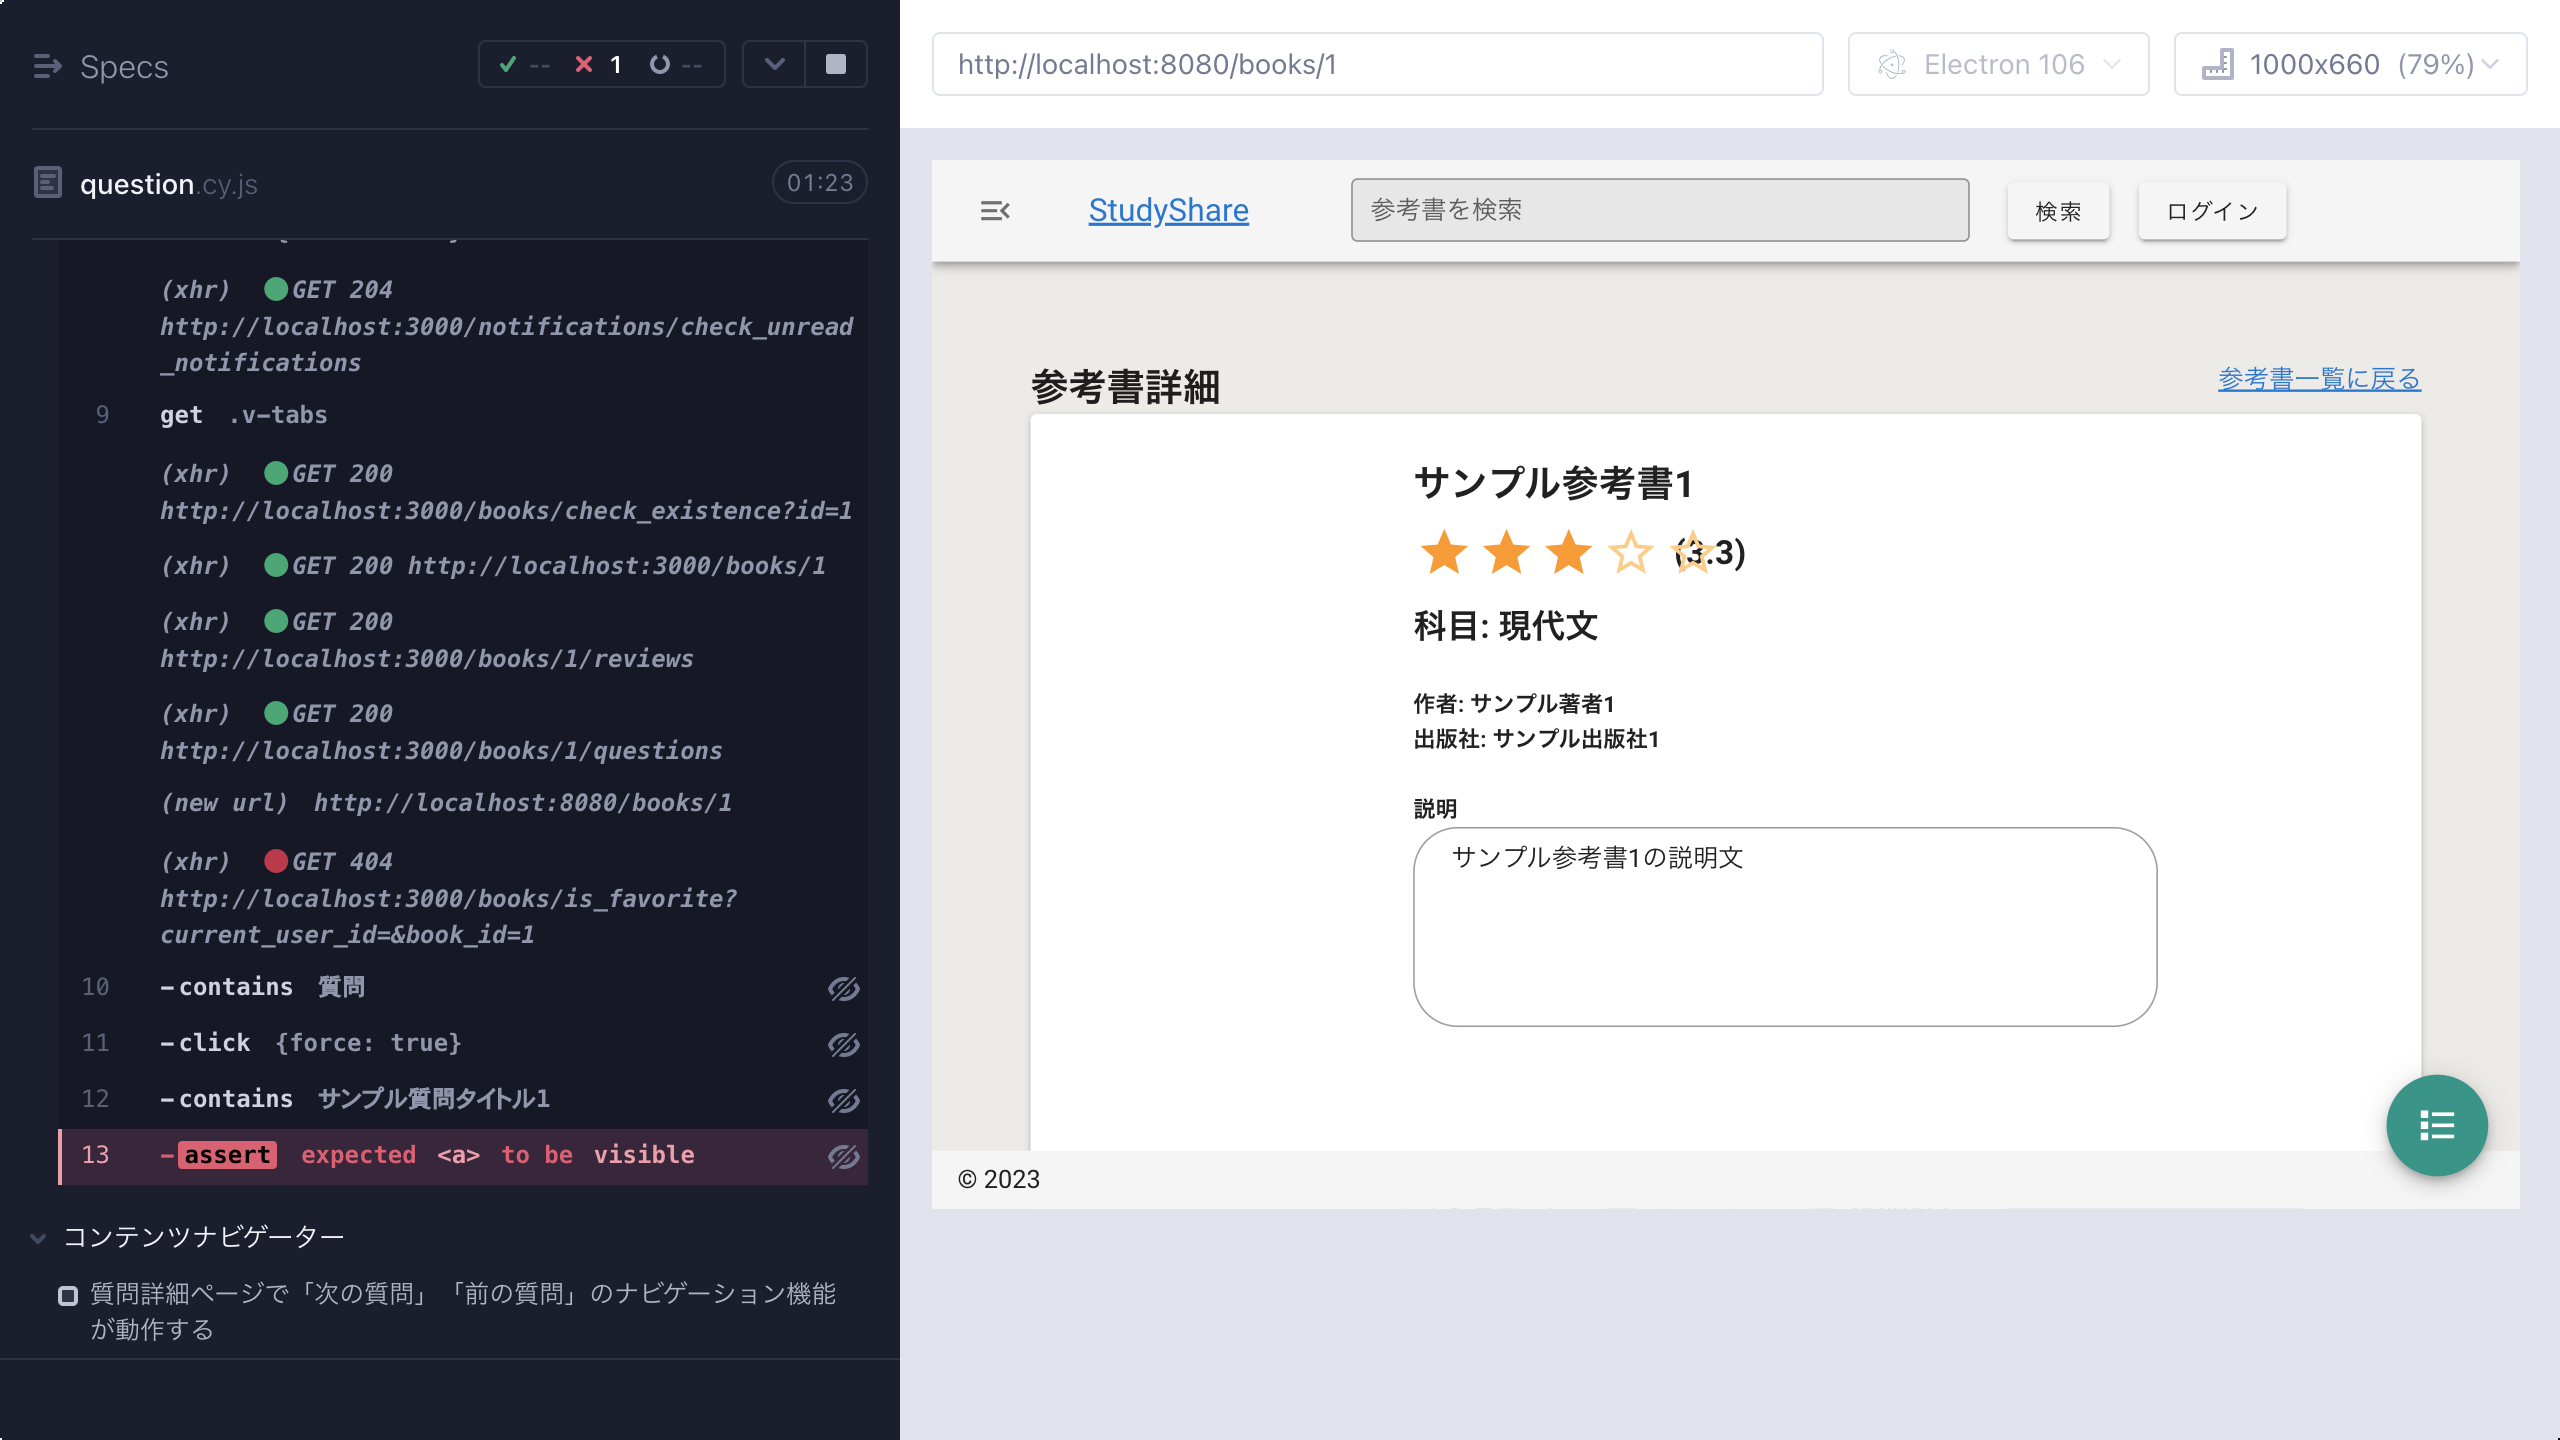 Specs
-- 1 --
question.cy.js
01:23
(xhr) GET 204
http://localhost:3000/notifications/check_unread
_notifications
9 get .v-tabs
(xhr) GET 200
http://localhost:3000/books/check_existence?id=1
(xhr) GET 200 http://localhost:3000/books/1
(xhr) GET 200
http://localhost:3000/books/1/reviews
(xhr) GET 200
http://localhost:3000/books/1/questions
(new url) http://localhost:8080/books/1
(xhr) GET 404
http://localhost:3000/books/is_favorite?
current_user_id=&book_id=1
10 -contains 質問
11 -click {force: true}
12 -contains サンプル質問タイトル1
13 -assert expected <a> to be visible
コンテンツナビゲーター
質問詳細ページで「次の質問」「前の質問」のナビゲーション機能
が動作する
http://localhost:8080/books/1
Electron 106
1000x660 (79%)
StudyShare
参考書を検索
検索
ログイン
参考書詳細
参考書一覧に戻る
サンプル参考書1
(3.3)
科目: 現代文
作者: サンプル著者1
出版社: サンプル出版社1
説明
サンプル参考書1の説明文
© 2023